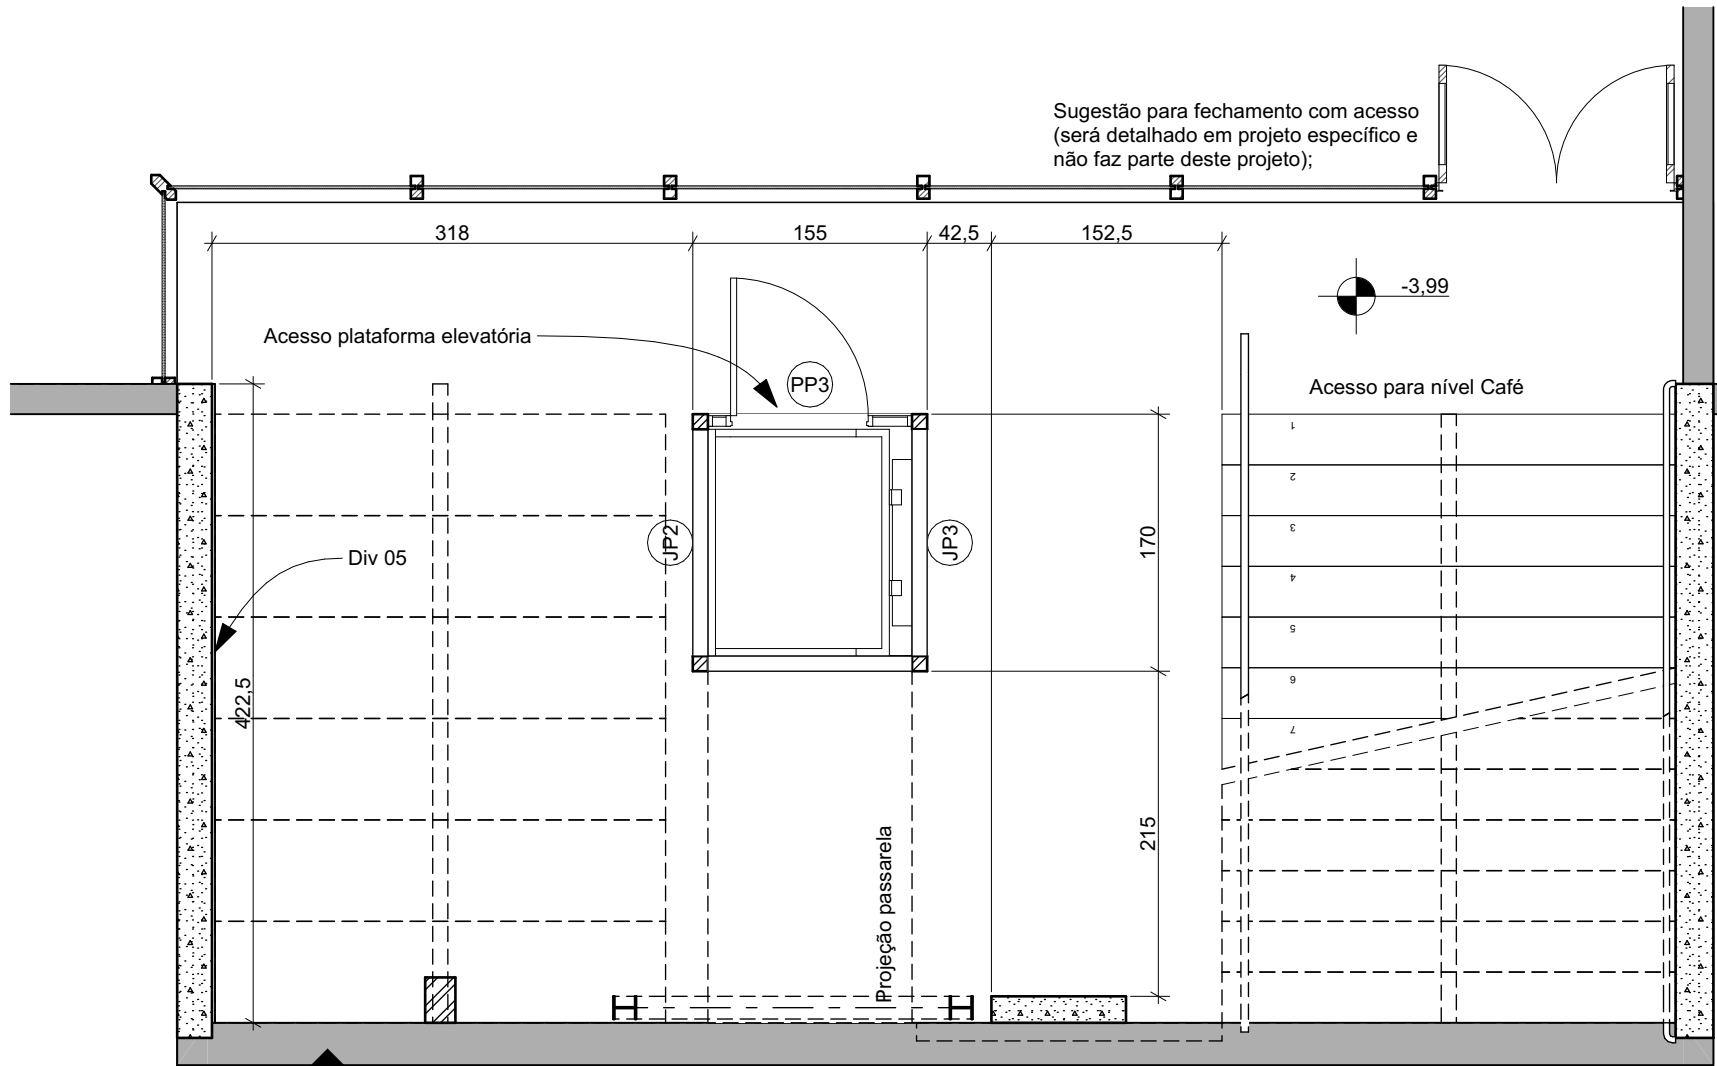 Sugestão para fechamento com acesso
(será detalhado em projeto específico e
não faz parte deste projeto);
318
155
42,5
152,5
-3,99
Acesso plataforma elevatória
PP3
Acesso para nível Café
1
2
3
4
5
6
7
JP2
JP3
170
Div 05
422,5
215
Projeção passarela